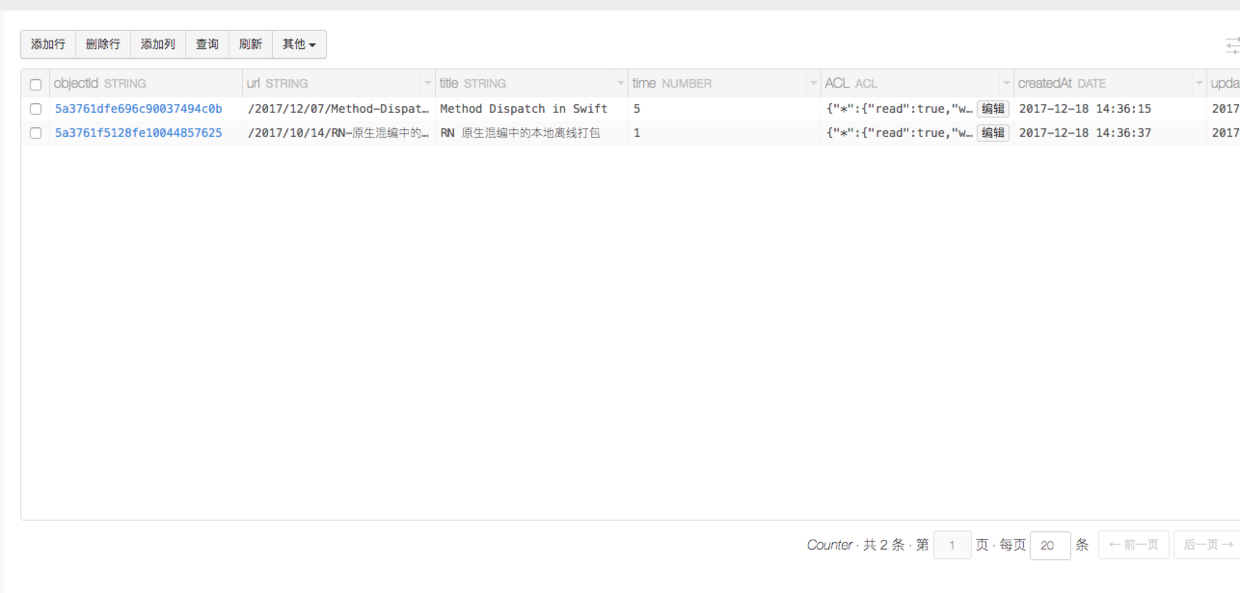 添加行 删除行 添加列 查询 刷新 其他
objectId STRING url STRING title STRING time NUMBER ACL ACL createdAt DATE upda
5a3761dfe696c90037494c0b /2017/12/07/Method-Dispat… Method Dispatch in Swift 5 {"*":{"read":true,"w… 编辑 2017-12-18 14:36:15 2017
5a3761f5128fe10044857625 /2017/10/14/RN-原生混编中的… RN 原生混编中的本地离线打包 1 {"*":{"read":true,"w… 编辑 2017-12-18 14:36:37 2017
Counter · 共 2 条 · 第 1 页 · 每页 20 条 ← 前一页 后一页 →